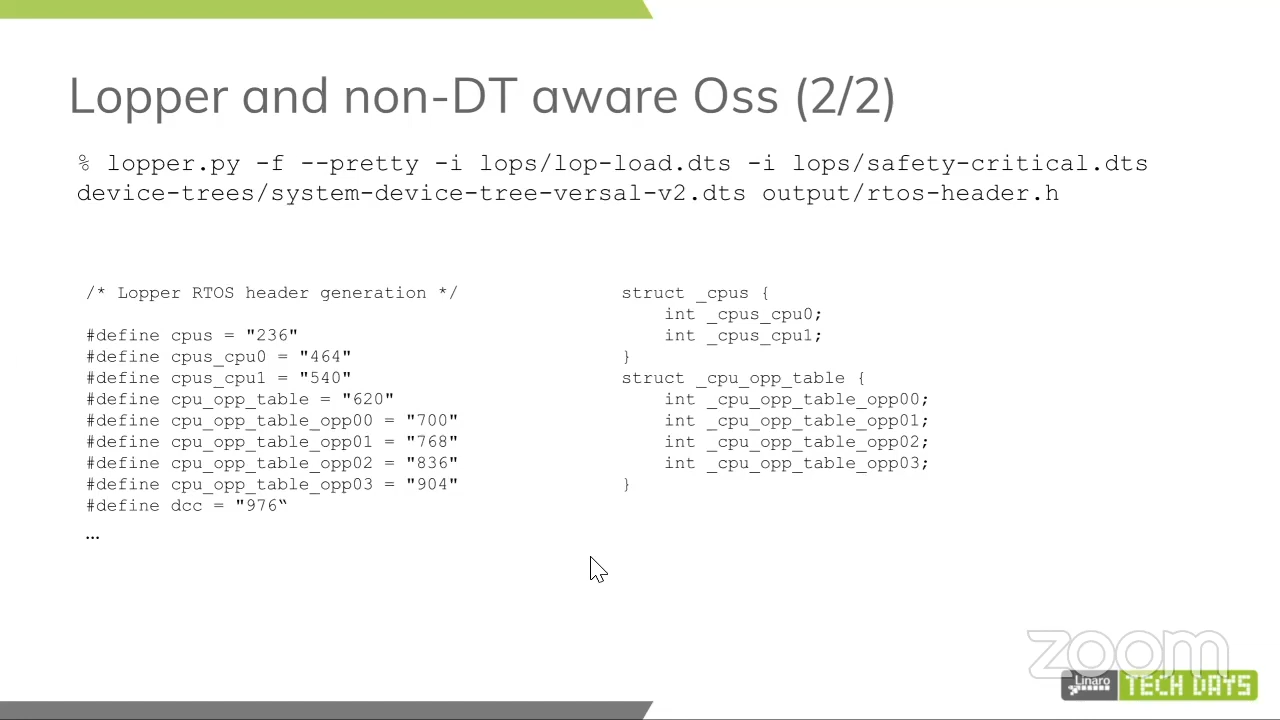 Lopper and non-DT aware Oss (2/2)
% lopper.py -f --pretty -i lops/lop-load.dts -i lops/safety-critical.dts
device-trees/system-device-tree-versal-v2.dts output/rtos-header.h
/* Lopper RTOS header generation */
#define cpus = "236"
#define cpus_cpu0 = "464"
#define cpus_cpu1 = "540"
#define cpu_opp_table = "620"
#define cpu_opp_table_opp00 = "700"
#define cpu_opp_table_opp01 = "768"
#define cpu_opp_table_opp02 = "836"
#define cpu_opp_table_opp03 = "904"
#define dcc = "976“
…
struct _cpus {
int _cpus_cpu0;
int _cpus_cpu1;
}
struct _cpu_opp_table {
int _cpu_opp_table_opp00;
int _cpu_opp_table_opp01;
int _cpu_opp_table_opp02;
int _cpu_opp_table_opp03;
}
zoom
Linaro TECH DAYS